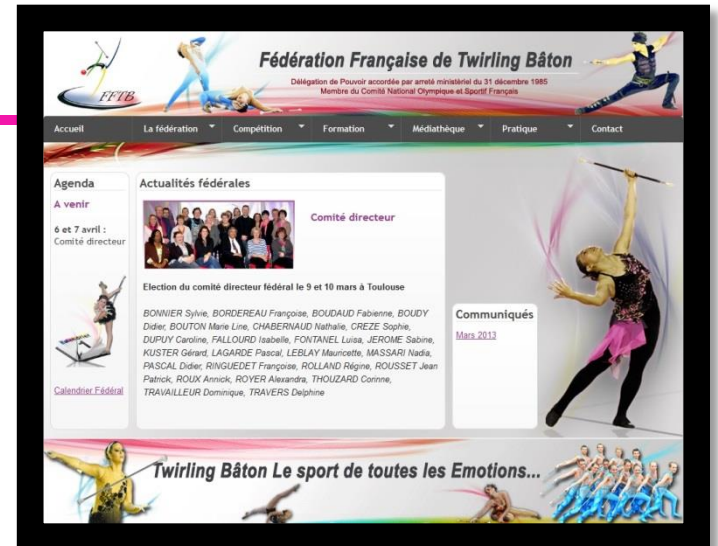 FFTB
Fédération Française de Twirling Bâton
Délégation de Pouvoir accordée par arreté ministériel du 31 décembre 1985
Membre du Comité National Olympique et Sportif Français
Accueil La fédération Compétition Formation Médiathèque Pratique Contact
Agenda
A venir
6 et 7 avril :
Comité directeur
Calendrier Fédéral
Actualités fédérales
Comité directeur
Election du comité directeur fédéral le 9 et 10 mars à Toulouse
BONNIER Sylvie, BORDEREAU Françoise, BOUDAUD Fabienne, BOUDY
Didier, BOUTON Marie Line, CHABERNAUD Nathalie, CREZE Sophie,
DUPUY Caroline, FALLOURD Isabelle, FONTANEL Luisa, JEROME Sabine,
KUSTER Gérard, LAGARDE Pascal, LEBLAY Mauricette, MASSARI Nadia,
PASCAL Didier, RINGUEDET Françoise, ROLLAND Régine, ROUSSET Jean
Patrick, ROUX Annick, ROYER Alexandra, THOUZARD Corinne,
TRAVAILLEUR Dominique, TRAVERS Delphine
Communiqués
Mars 2013
Twirling Bâton Le sport de toutes les Emotions...